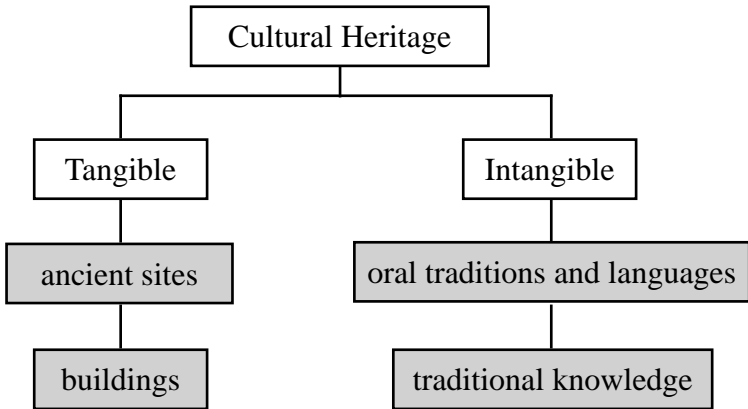 Cultural Heritage
Tangible
Intangible
ancient sites
oral traditions and languages
buildings
traditional knowledge